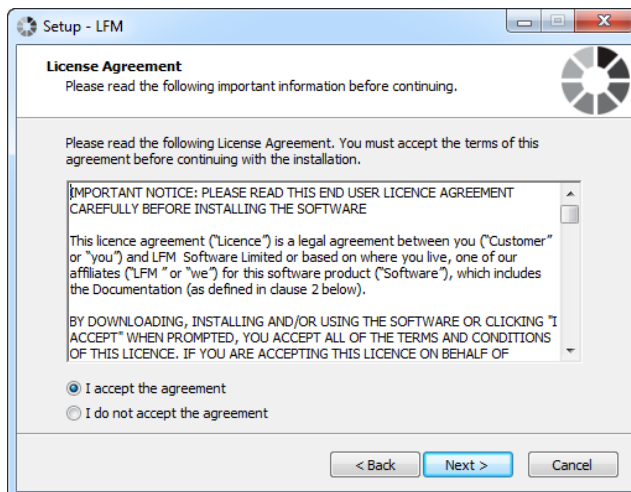 Setup - LFM
License Agreement
Please read the following important information before continuing.
Please read the following License Agreement. You must accept the terms of this
agreement before continuing with the installation.
IMPORTANT NOTICE: PLEASE READ THIS END USER LICENCE AGREEMENT
CAREFULLY BEFORE INSTALLING THE SOFTWARE
This licence agreement (“Licence”) is a legal agreement between you (“Customer”
or “you”) and LFM  Software Limited or based on where you live, one of our
affiliates (“LFM ” or “we”) for this software product (“Software”), which includes
the Documentation (as defined in clause 2 below).
BY DOWNLOADING, INSTALLING AND/OR USING THE SOFTWARE OR CLICKING "I
ACCEPT" WHEN PROMPTED, YOU ACCEPT ALL OF THE TERMS AND CONDITIONS
OF THIS LICENCE. IF YOU ARE ACCEPTING THIS LICENCE ON BEHALF OF
I accept the agreement
I do not accept the agreement
< Back Next > Cancel